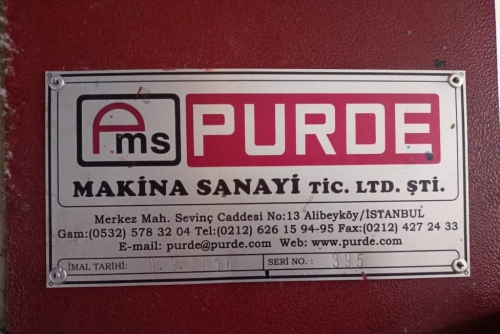 Pms PURDE
MAKİNA SANAYİ TİC. LTD. ŞTİ.
Merkez Mah. Sevinç Caddesi No:13 Alibeyköy/İSTANBUL
Gsm:(0532) 578 32 04 Tel:(0212) 626 15 94-95 Fax:(0212) 427 24 33
E-mail: purde@purde.com Web: www.purde.com
İMAL TARİHİ: SERİ NO. : 395